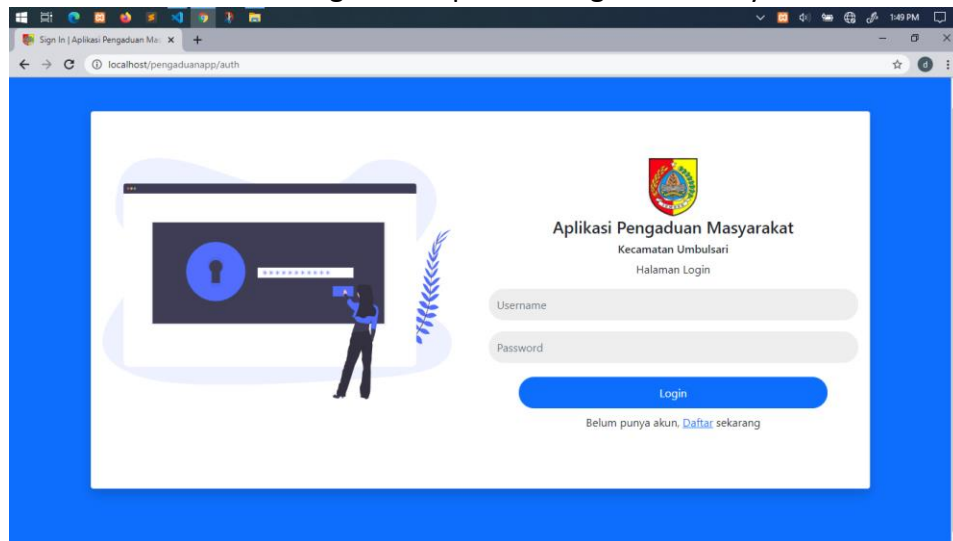 1:49 PM
Sign In | Aplikasi Pengaduan Ma
localhost/pengaduanapp/auth
d
Aplikasi Pengaduan Masyarakat
Kecamatan Umbulsari
Halaman Login
Username
Password
Login
Belum punya akun, Daftar sekarang